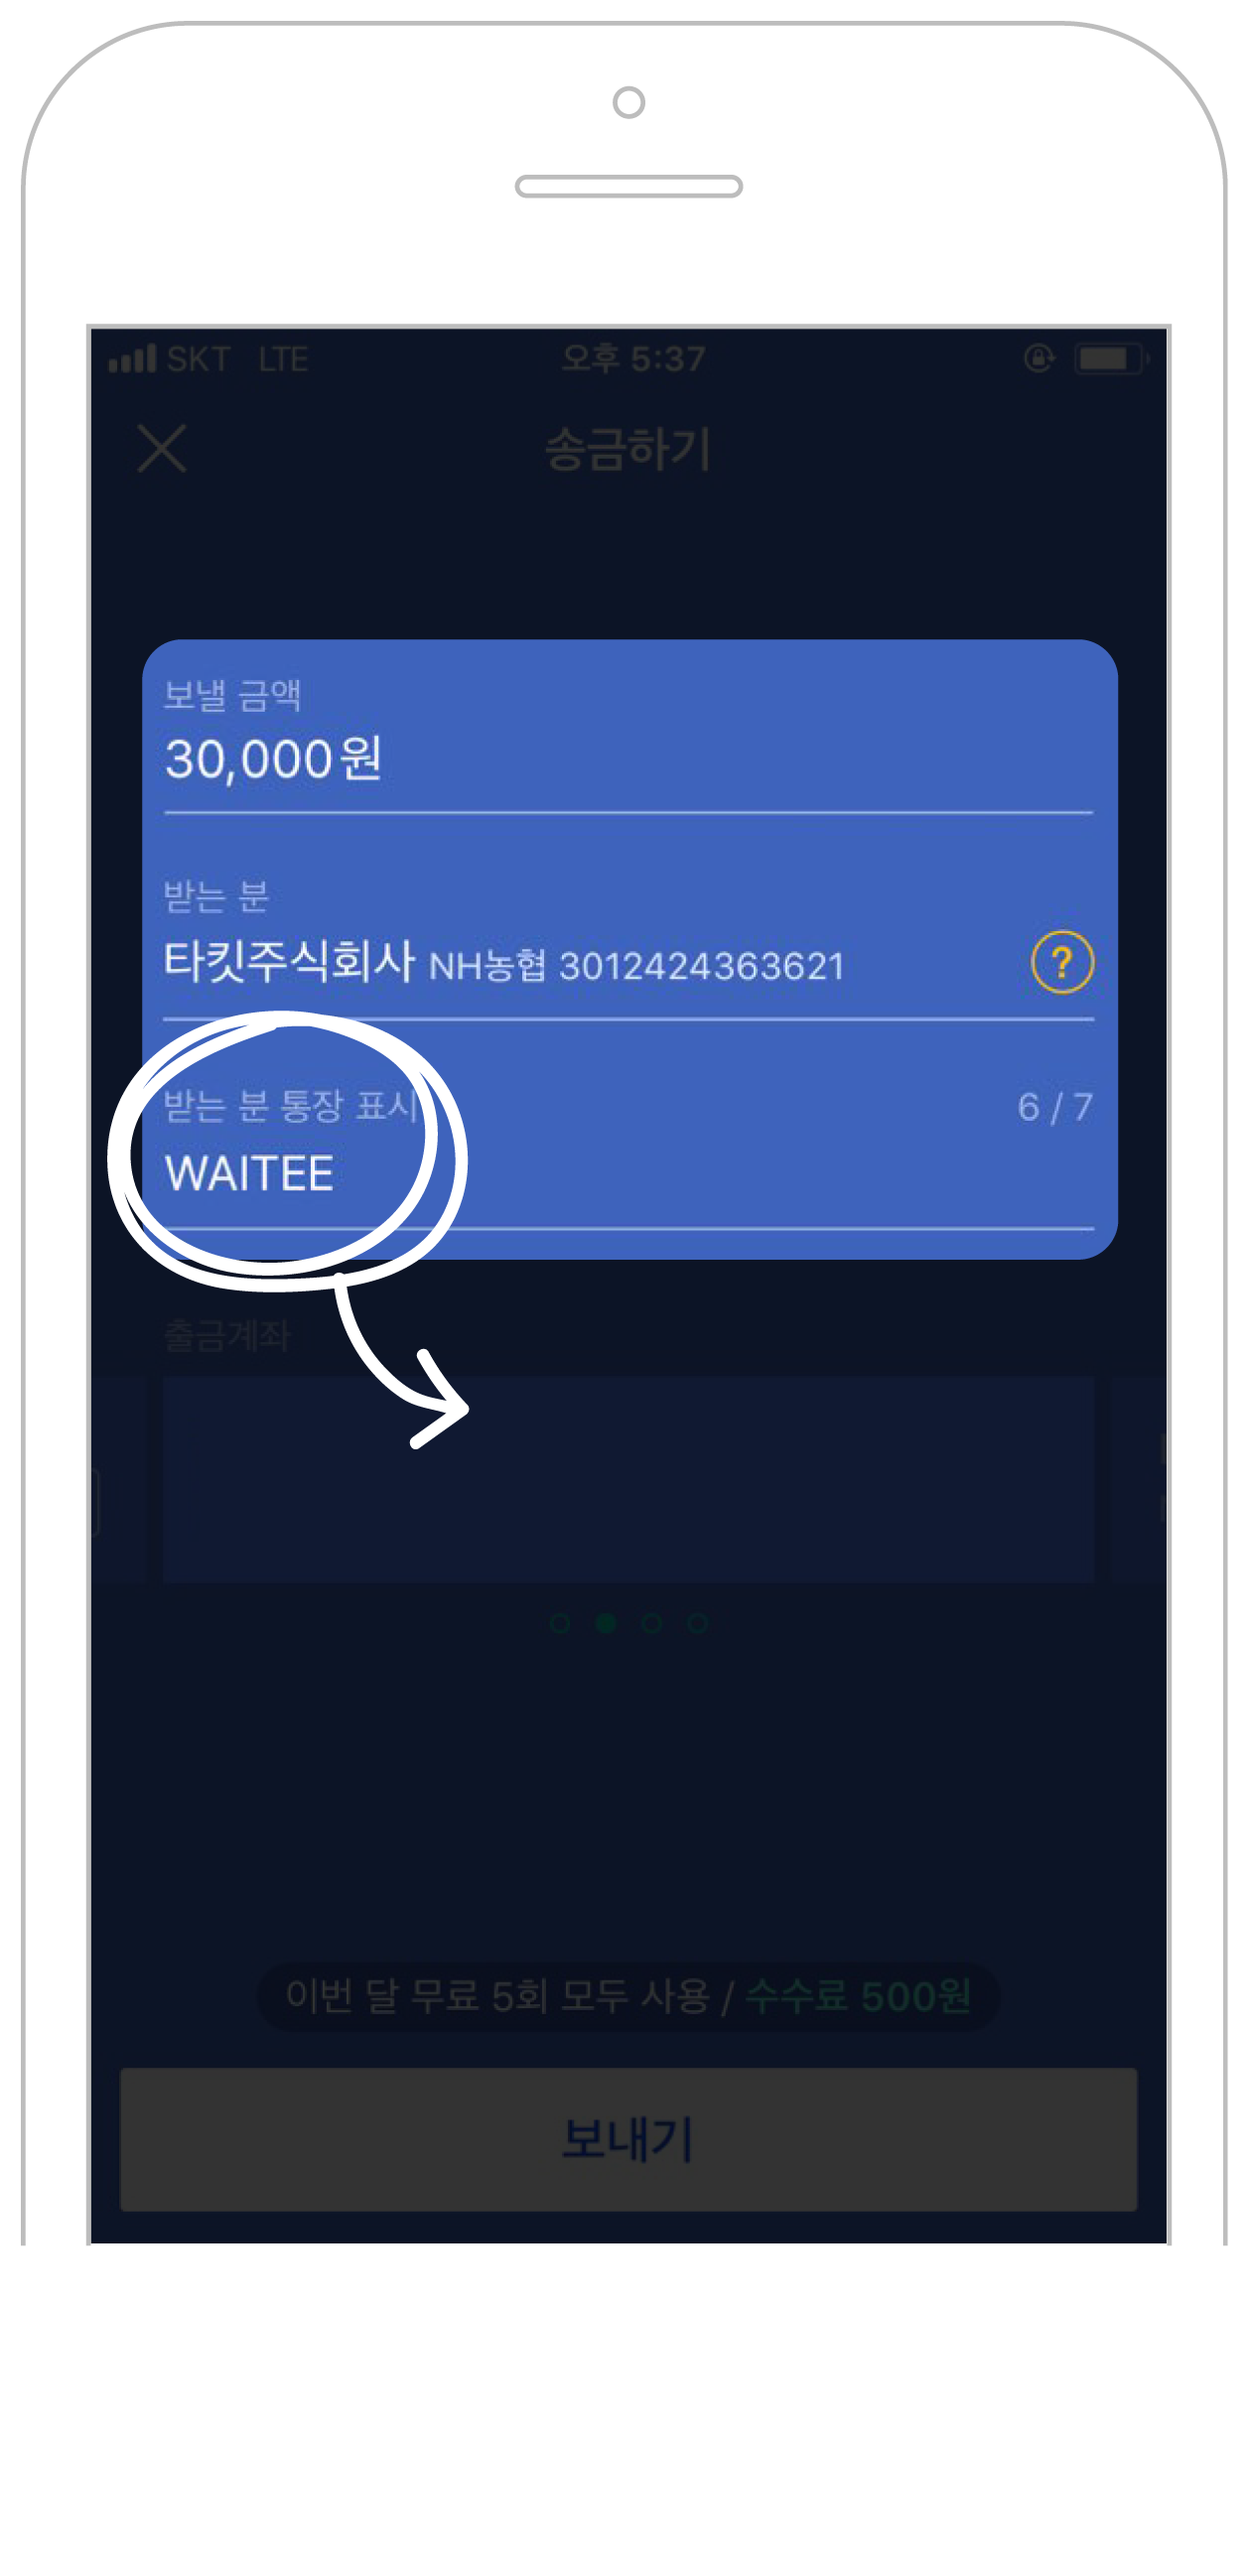 SKT LTE 오후 5:37
송금하기
보낼 금액
30,000원
받는 분
타킷주식회사 NH농협 3012424363621 ?
받는 분 통장 표시 6 / 7
WAITEE
출금계좌
이번 달 무료 5회 모두 사용 / 수수료 500원
보내기